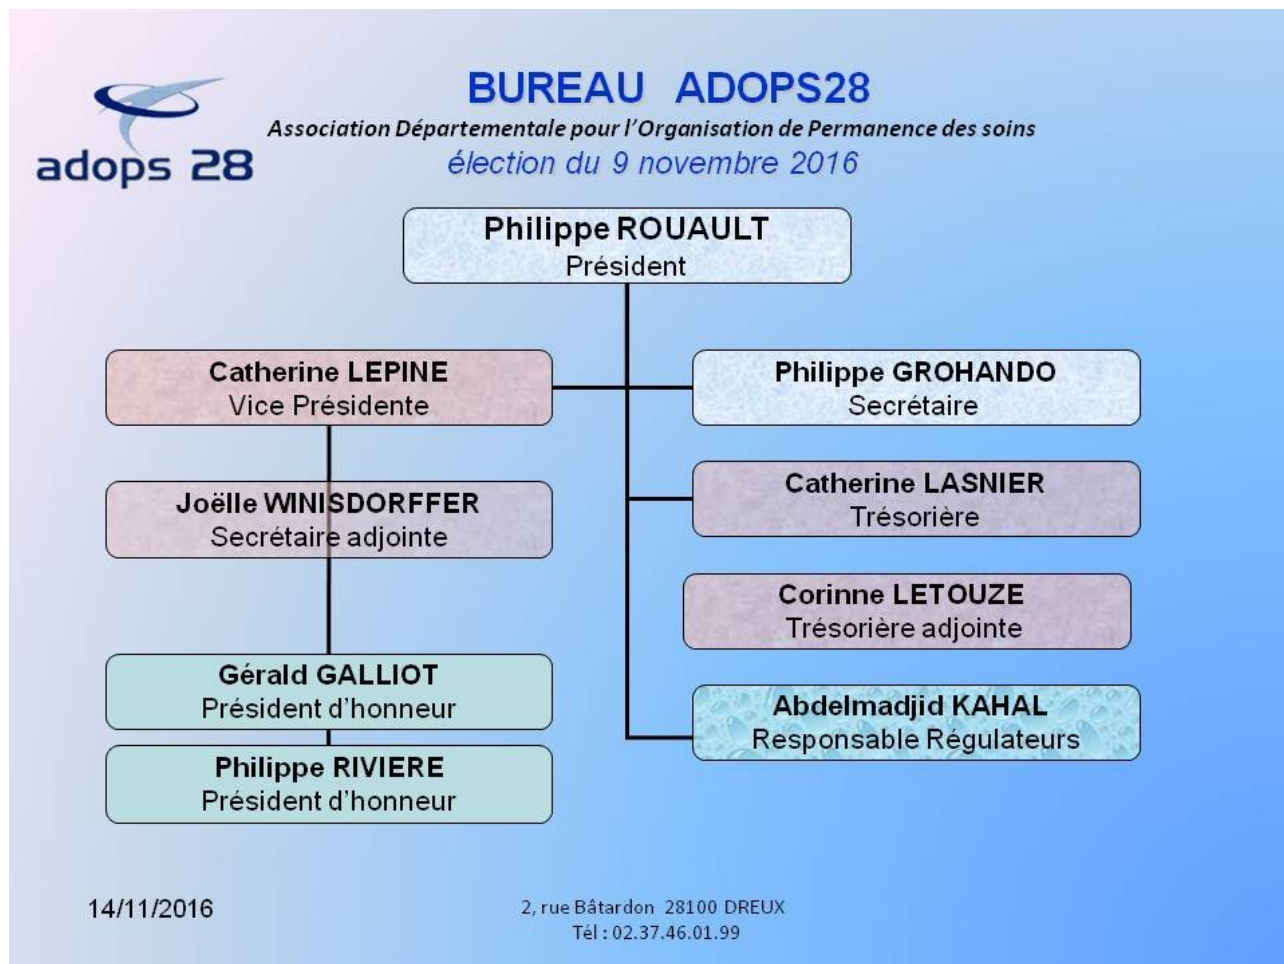 BUREAU ADOPS28
Association Départementale pour l'Organisation de Permanence des soins
adops 28
élection du 9 novembre 2016
Philippe ROUAULT
Président
Catherine LEPINE
Vice Présidente
Philippe GROHANDO
Secrétaire
Joëlle WINISDORFFER
Secrétaire adjointe
Catherine LASNIER
Trésorière
Corinne LETOUZE
Trésorière adjointe
Gérald GALLIOT
Président d'honneur
Abdelmadjid KAHAL
Responsable Régulateurs
Philippe RIVIERE
Président d'honneur
14/11/2016
2, rue Bâtardon 28100 DREUX
Tél : 02.37.46.01.99